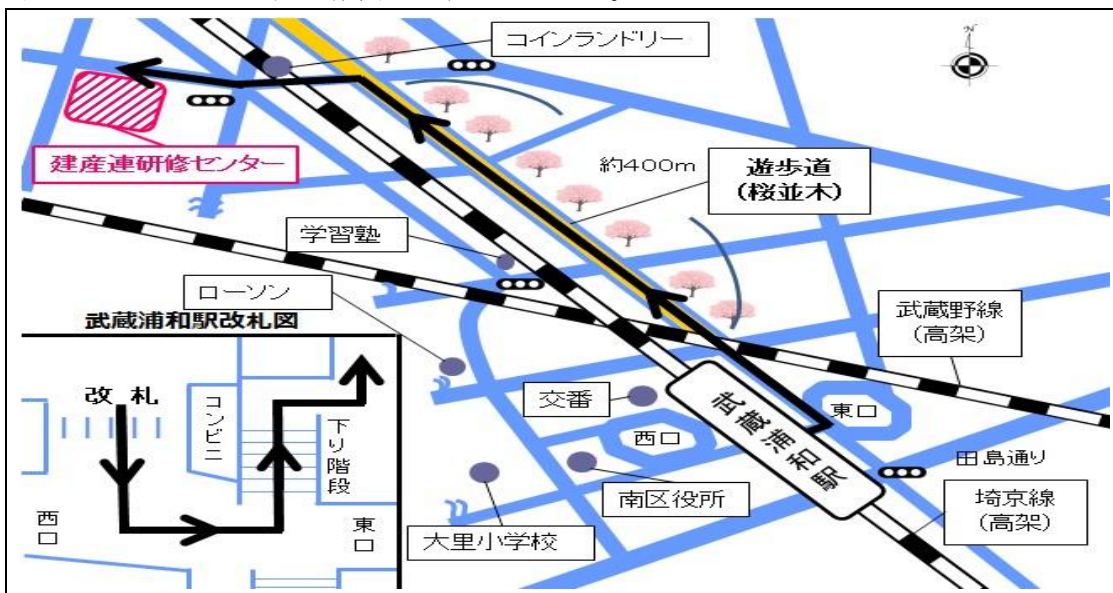 コインランドリー
N
建産連研修センター
約400m
遊歩道
(桜並木)
学習塾
ローソン
武蔵野線
(高架)
武蔵浦和駅改札図
改 札
コンビニ
下り階段
西口
東口
交番
西口
武蔵浦和駅
東口
田島通り
南区役所
埼京線
(高架)
大里小学校